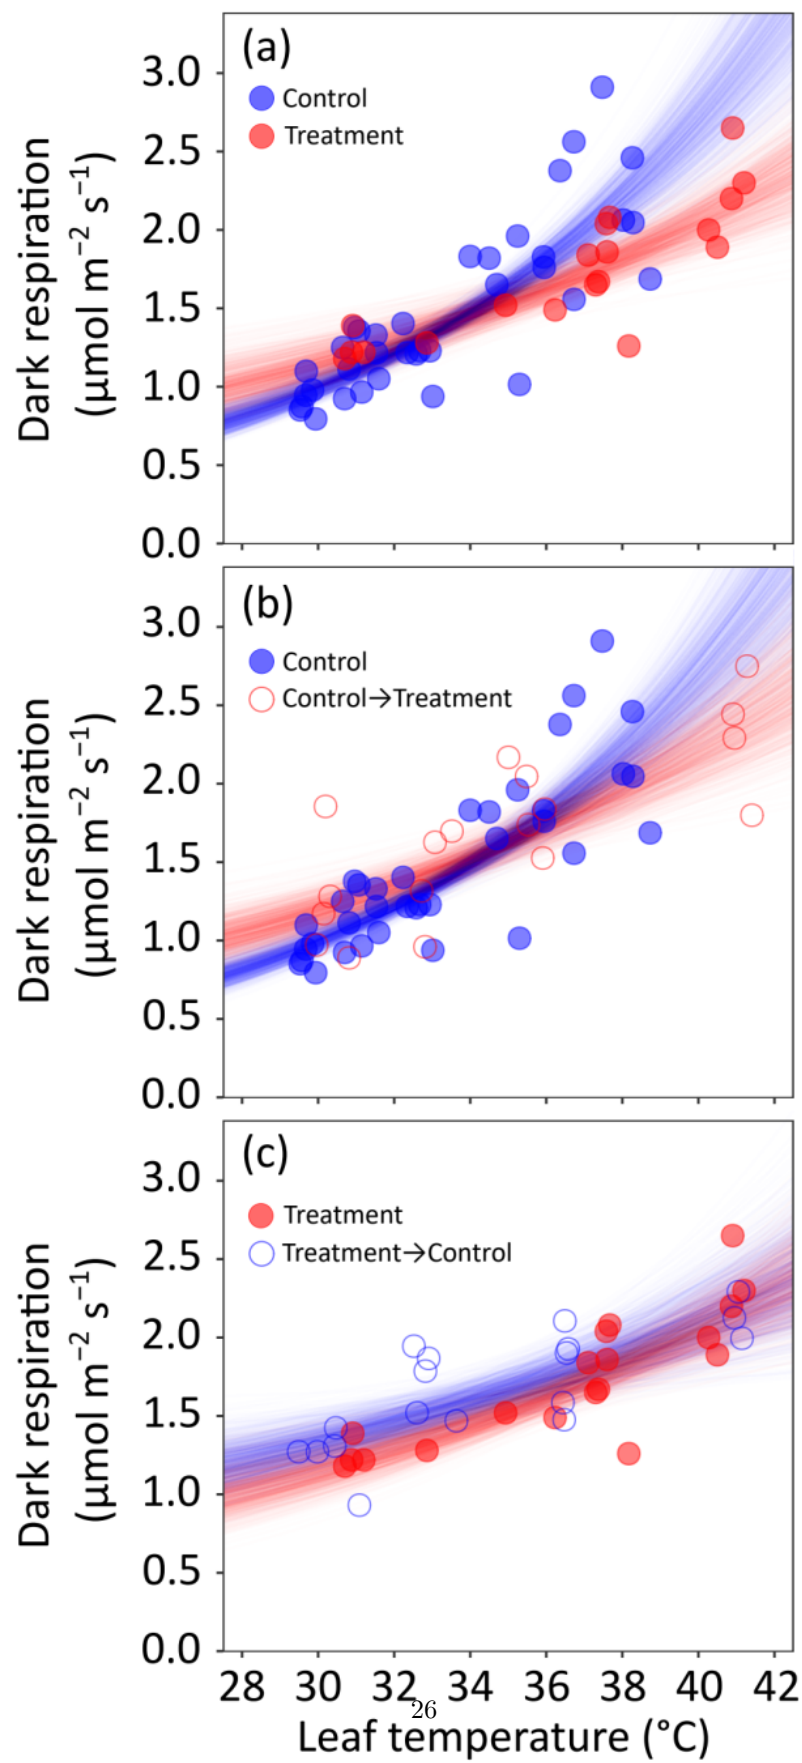 (a)
Control
Treatment
3.0
2.5
2.0
1.5
1.0
0.5
0.0
Dark respiration
(µmol m⁻² s⁻¹)
(b)
Control
Control→Treatment
3.0
2.5
2.0
1.5
1.0
0.5
0.0
Dark respiration
(µmol m⁻² s⁻¹)
(c)
Treatment
Treatment→Control
3.0
2.5
2.0
1.5
1.0
0.5
0.0
Dark respiration
(µmol m⁻² s⁻¹)
28 30 32 34 36 38 40 42
26
Leaf temperature (°C)